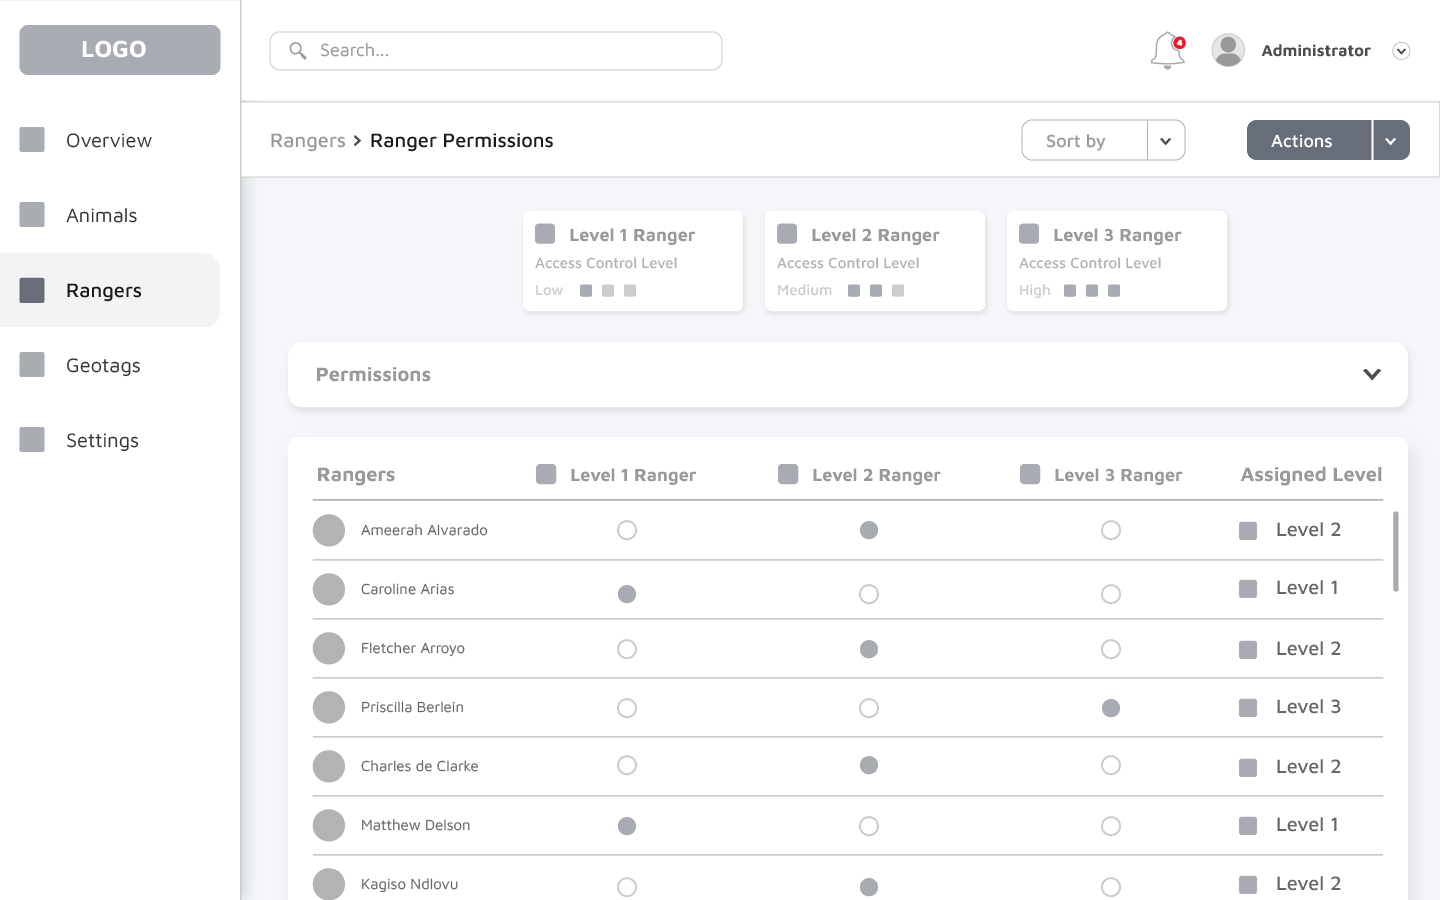 LOGO
Search...
4
Administrator
Overview
Animals
Rangers
Geotags
Settings
Rangers > Ranger Permissions
Sort by
Actions
Level 1 Ranger
Access Control Level
Low
Level 2 Ranger
Access Control Level
Medium
Level 3 Ranger
Access Control Level
High
Permissions
Rangers Level 1 Ranger Level 2 Ranger Level 3 Ranger Assigned Level
Ameerah Alvarado Level 2
Caroline Arias Level 1
Fletcher Arroyo Level 2
Priscilla Berlein Level 3
Charles de Clarke Level 2
Matthew Delson Level 1
Kagiso Ndlovu Level 2